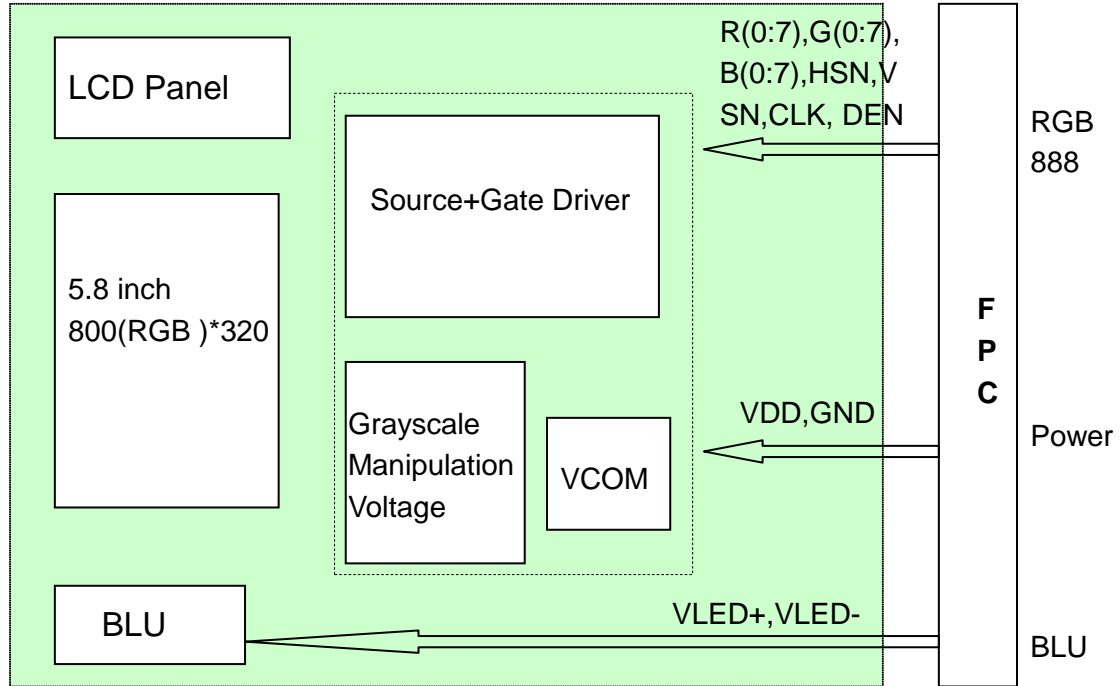 LCD Panel
5.8 inch
800(RGB )*320
BLU
Source+Gate Driver
Grayscale
Manipulation
Voltage
VCOM
R(0:7),G(0:7),
B(0:7),HSN,V
SN,CLK, DEN
VDD,GND
VLED+,VLED-
F
P
C
RGB
888
Power
BLU